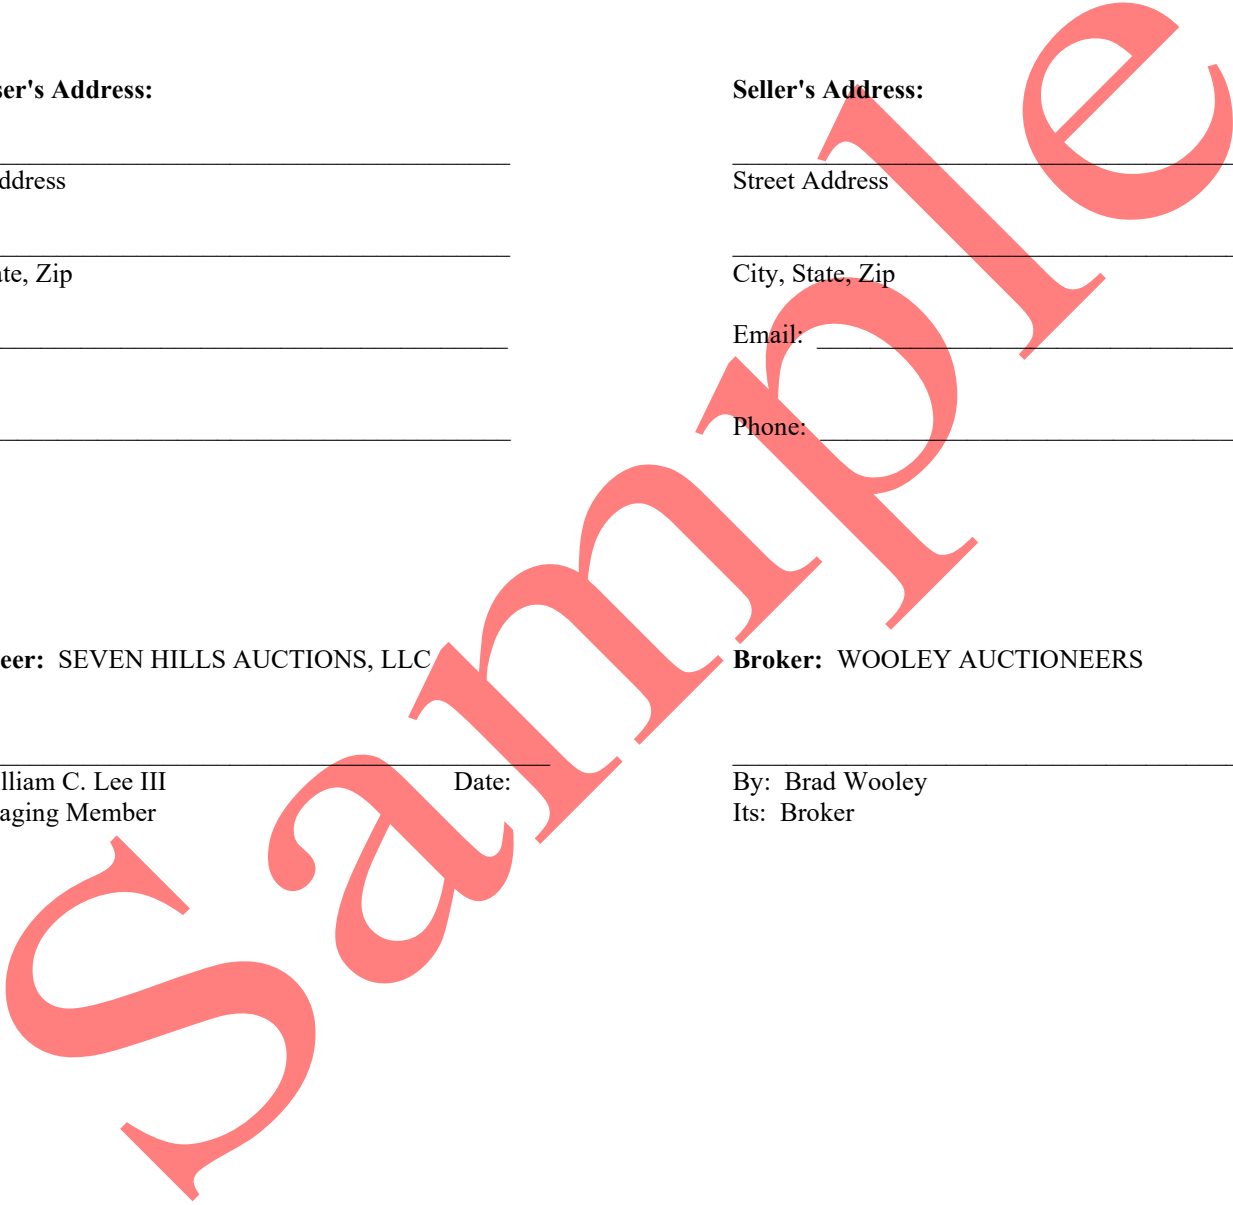 ser's Address:
ddress
ate, Zip
Seller's Address:
Street Address
City, State, Zip
Email:
Phone:
eer: SEVEN HILLS AUCTIONS, LLC
lliam C. Lee III Date:
aging Member
Broker: WOOLEY AUCTIONEERS
By: Brad Wooley
Its: Broker
Sample